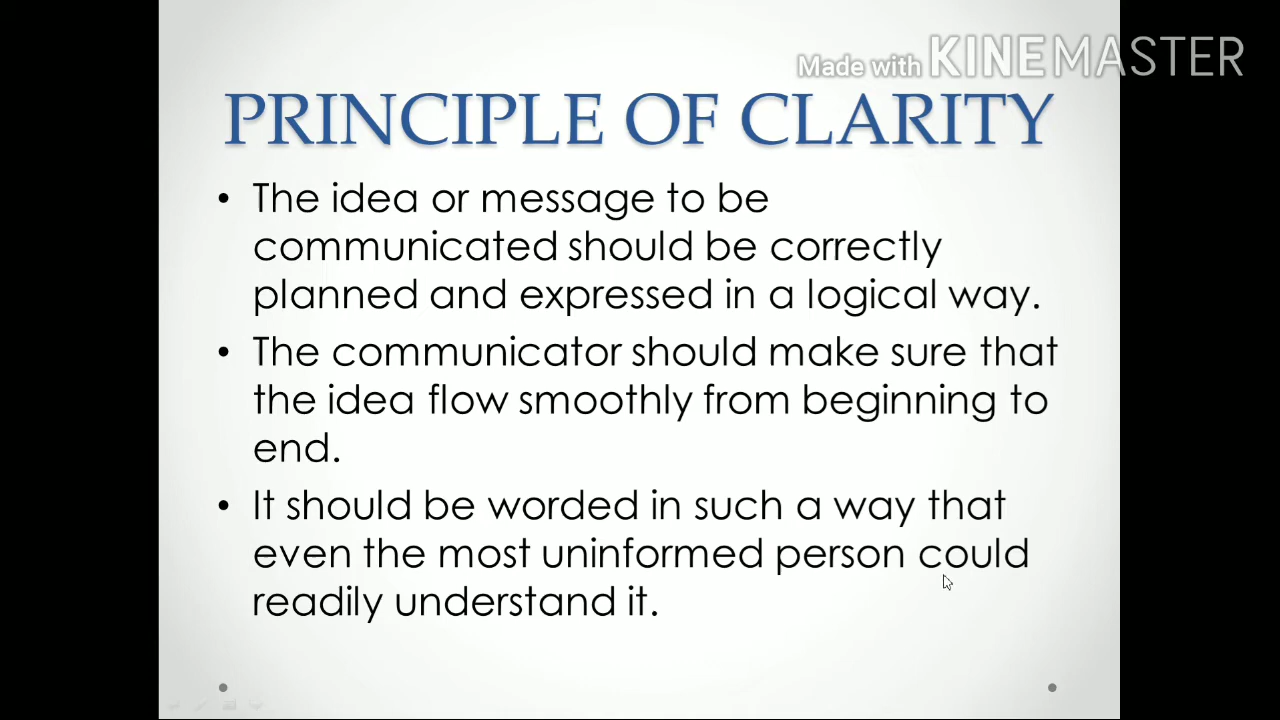 Made with KINEMASTER
PRINCIPLE OF CLARITY
• The idea or message to be
communicated should be correctly
planned and expressed in a logical way.
• The communicator should make sure that
the idea flow smoothly from beginning to
end.
• It should be worded in such a way that
even the most uninformed person could
readily understand it.